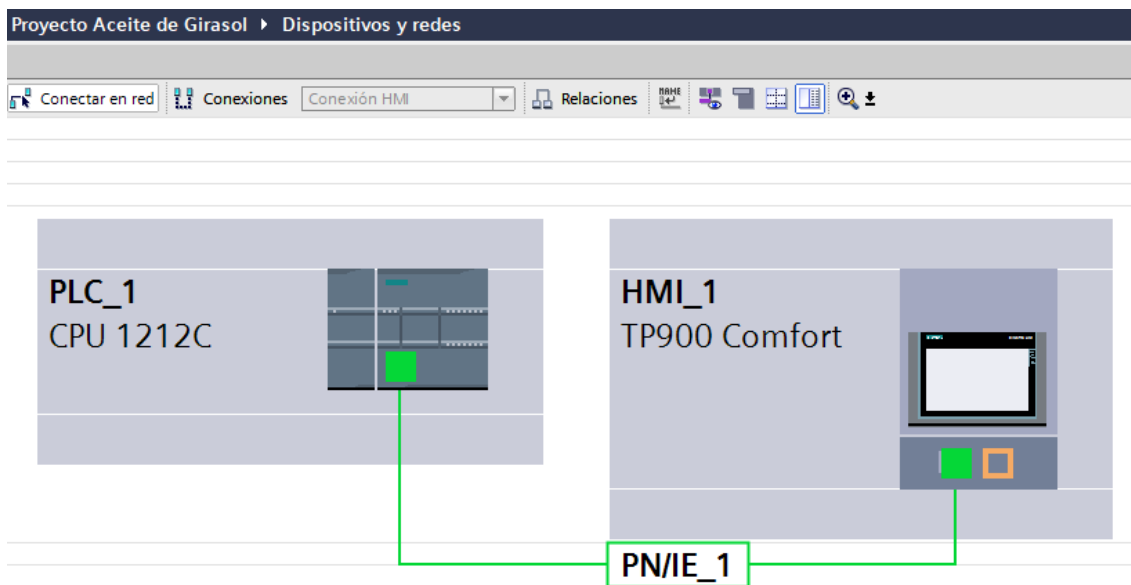 Proyecto Aceite de Girasol ▸ Dispositivos y redes
Conectar en red Conexiones Conexión HMI Relaciones
PLC_1
CPU 1212C
HMI_1
TP900 Comfort
PN/IE_1